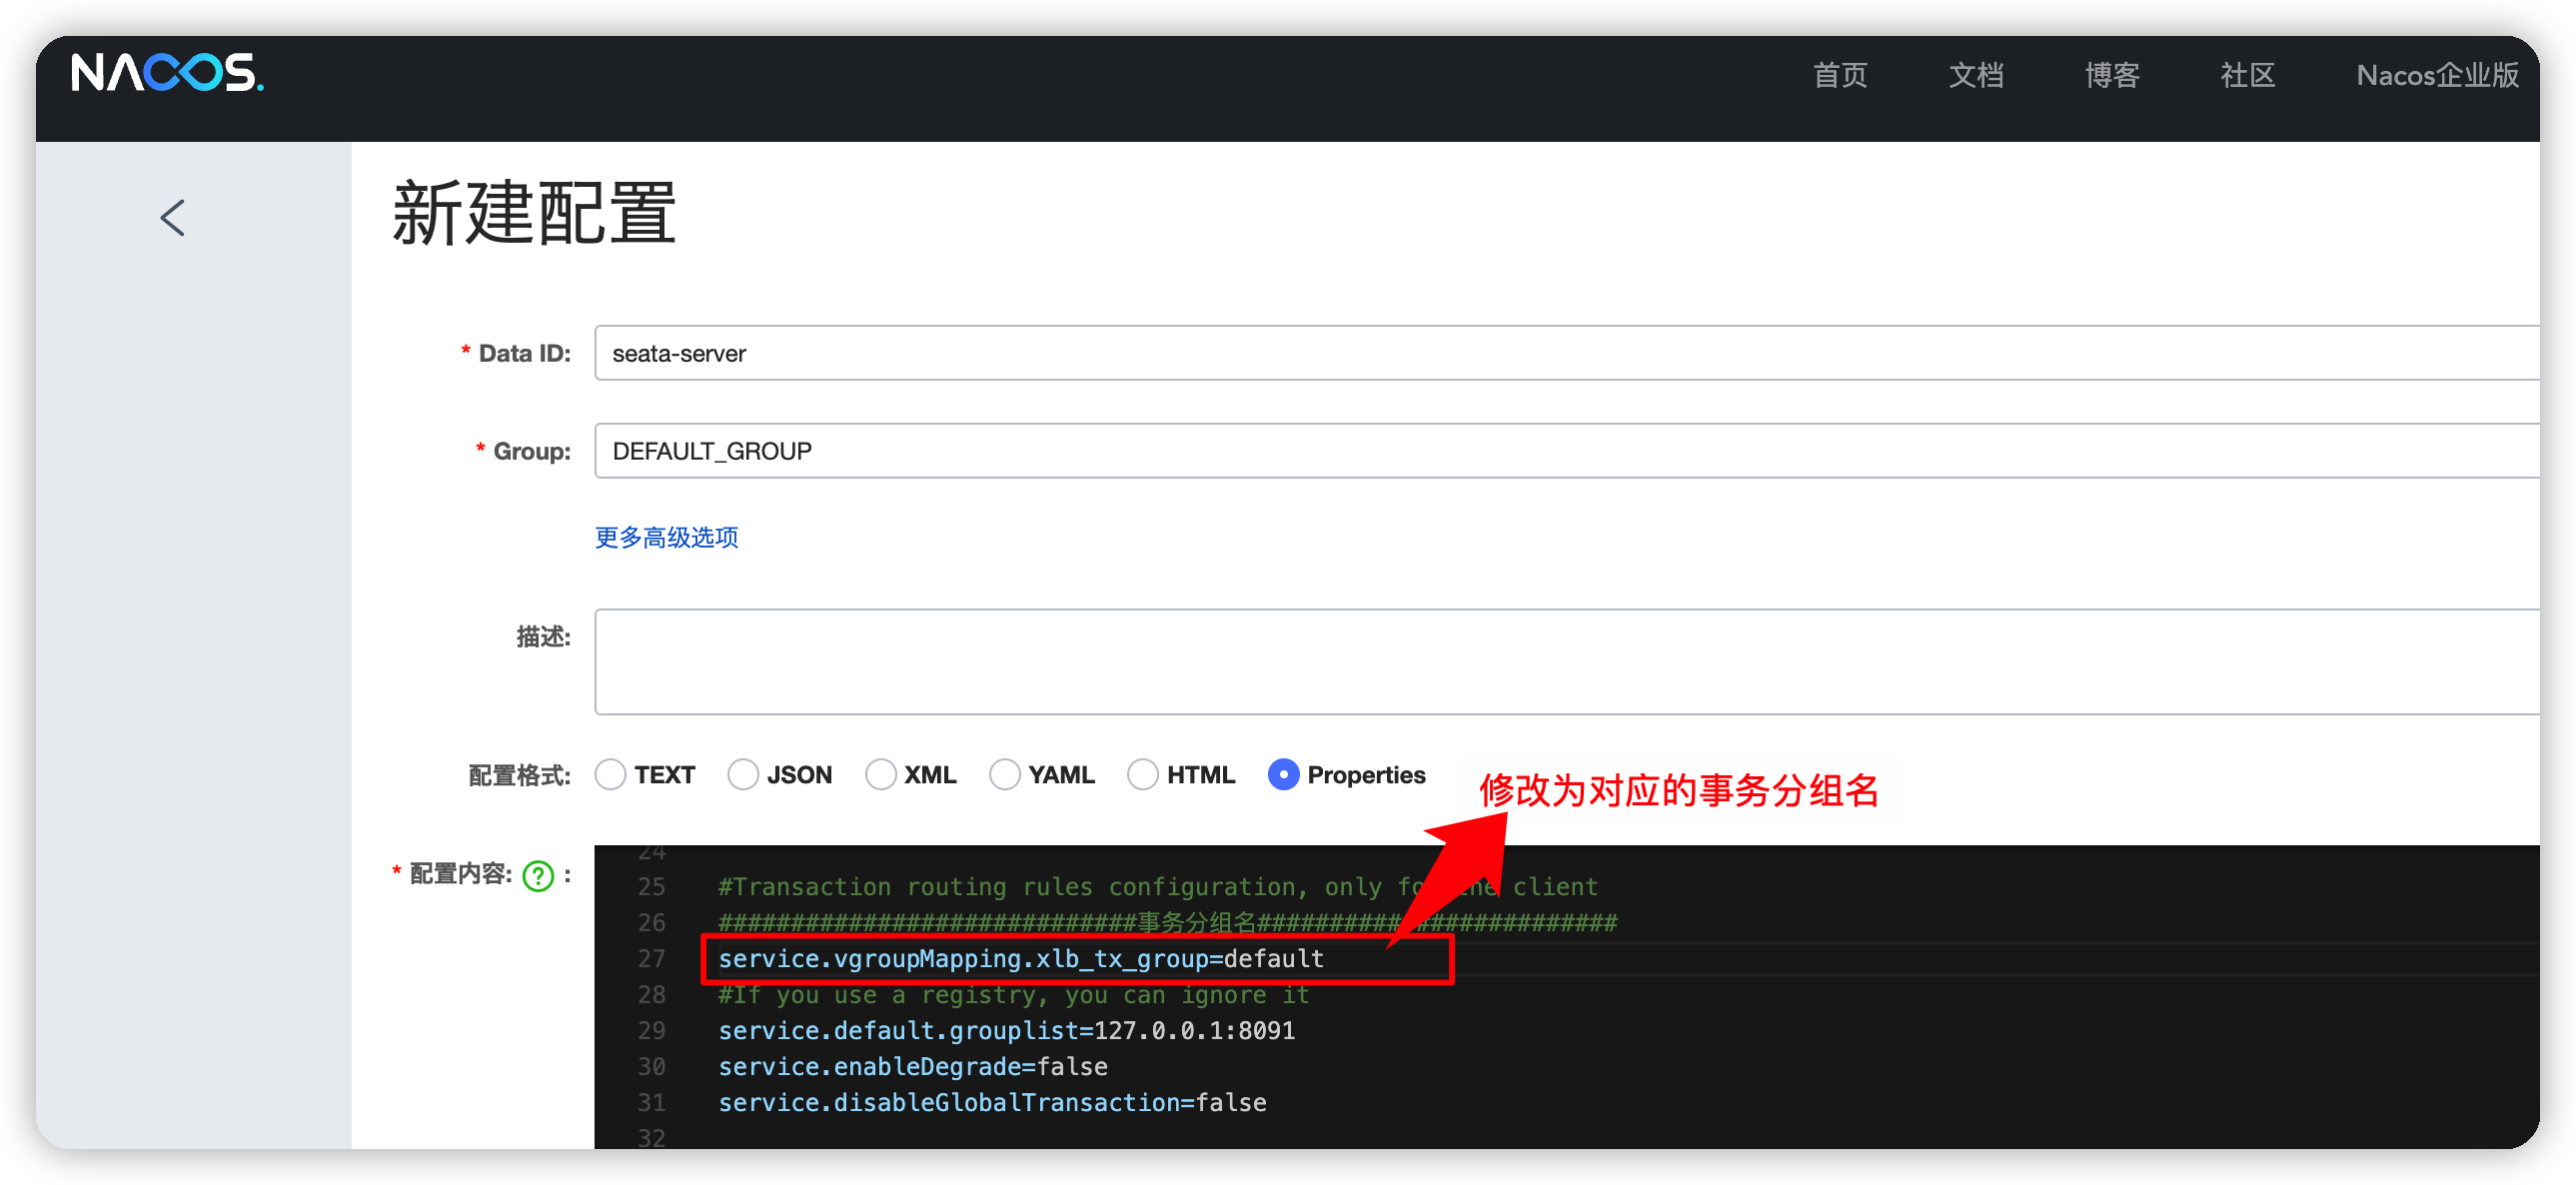 NACOS.
首页 文档 博客 社区 Nacos企业版
新建配置
* Data ID: seata-server
* Group: DEFAULT_GROUP
更多高级选项
描述:
配置格式: TEXT JSON XML YAML HTML Properties
修改为对应的事务分组名
* 配置内容: ? :
24
25 #Transaction routing rules configuration, only for the client
26 #############################事务分组名#########################
27 service.vgroupMapping.xlb_tx_group=default
28 #If you use a registry, you can ignore it
29 service.default.grouplist=127.0.0.1:8091
30 service.enableDegrade=false
31 service.disableGlobalTransaction=false
32